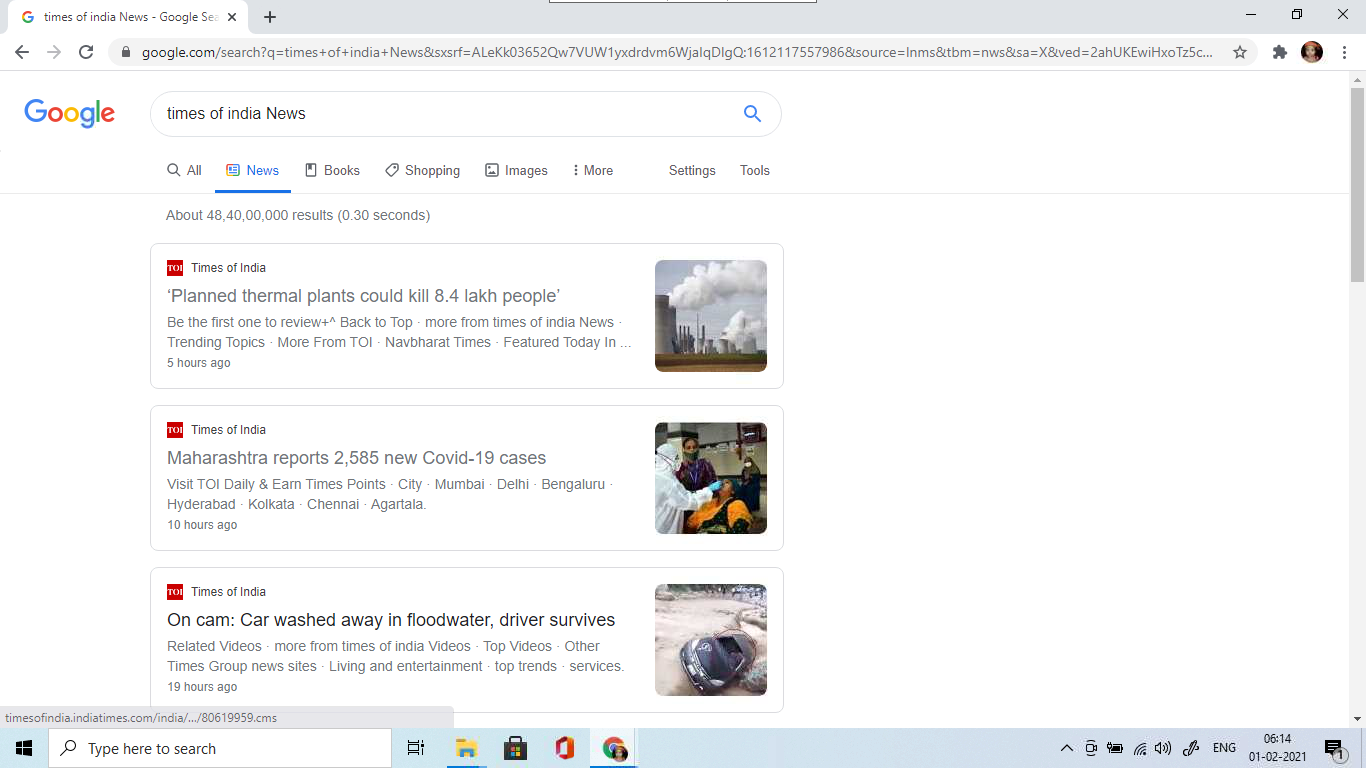 times of india News - Google Sea
google.com/search?q=times+of+india+News&sxsrf=ALeKk03652Qw7VUW1yxdrdvm6WjaIqDIgQ:1612117557986&source=lnms&tbm=nws&sa=X&ved=2ahUKEwiHxoTz5c...
Google
times of india News
All
News
Books
Shopping
Images
More
Settings
Tools
About 48,40,00,000 results (0.30 seconds)
TOI Times of India
‘Planned thermal plants could kill 8.4 lakh people’
Be the first one to review+^ Back to Top · more from times of india News ·
Trending Topics · More From TOI · Navbharat Times · Featured Today In ...
5 hours ago
TOI Times of India
Maharashtra reports 2,585 new Covid-19 cases
Visit TOI Daily & Earn Times Points · City · Mumbai · Delhi · Bengaluru ·
Hyderabad · Kolkata · Chennai · Agartala.
10 hours ago
TOI Times of India
On cam: Car washed away in floodwater, driver survives
Related Videos · more from times of india Videos · Top Videos · Other
Times Group news sites · Living and entertainment · top trends · services.
19 hours ago
timesofindia.indiatimes.com/india/.../80619959.cms
Type here to search
ENG
06:14
01-02-2021
1